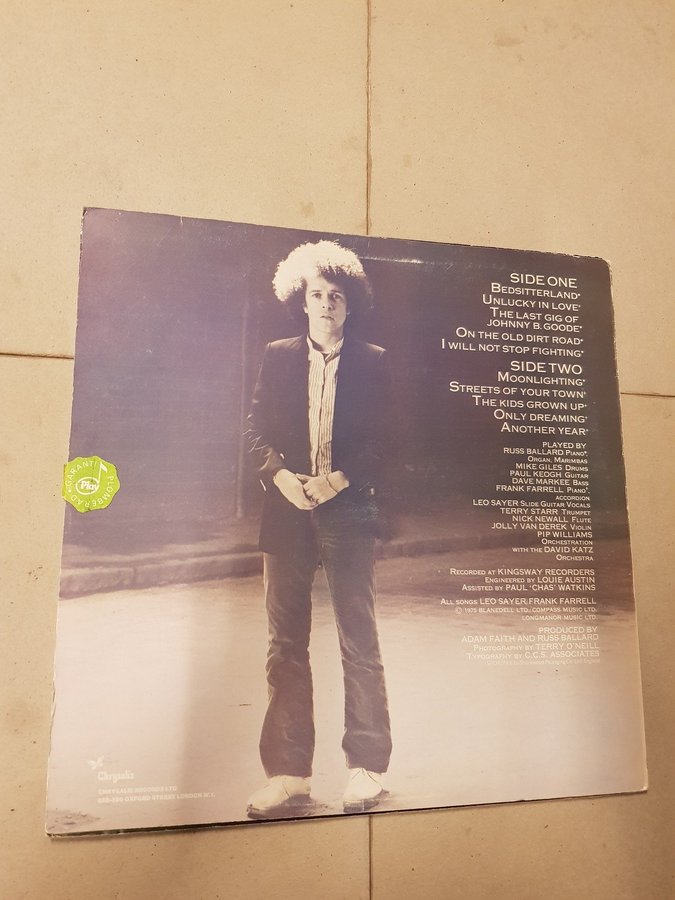 SIDE ONE
BEDSITTERLAND*
UNLUCKY IN LOVE*
THE LAST GIG OF
JOHNNY B. GOODE*
ON THE OLD DIRT ROAD*
I WILL NOT STOP FIGHTING*
SIDE TWO
MOONLIGHTING*
STREETS OF YOUR TOWN*
THE KIDS GROWN UP*
ONLY DREAMING*
ANOTHER YEAR*
PLAYED BY
RUSS BALLARD PIANO*,
ORGAN, MARIMBAS
MIKE GILES DRUMS
PAUL KEOGH GUITAR
DAVE MARKEE BASS
FRANK FARRELL PIANO*,
ACCORDION
LEO SAYER SLIDE GUITAR VOCALS
TERRY STARR TRUMPET
NICK NEWALL FLUTE
JOLLY VAN DEREK VIOLIN
PIP WILLIAMS
ORCHESTRATION
WITH THE DAVID KATZ
ORCHESTRA
RECORDED AT KINGSWAY RECORDERS
ENGINEERED BY LOUIE AUSTIN
ASSISTED BY PAUL 'CHAS' WATKINS
ALL SONGS LEO SAYER/FRANK FARRELL
© 1975 BLANEDELL LTD./COMPASS MUSIC LTD.
LONGMANOR MUSIC LTD.
PRODUCED BY
ADAM FAITH AND RUSS BALLARD
PHOTOGRAPHY BY TERRY O'NEILL
TYPOGRAPHY BY C.C.S. ASSOCIATES
GARANT
Play
PLOMBERAD
Chrysalis
CHRYSALIS RECORDS LTD
OXFORD STREET LONDON W.1.